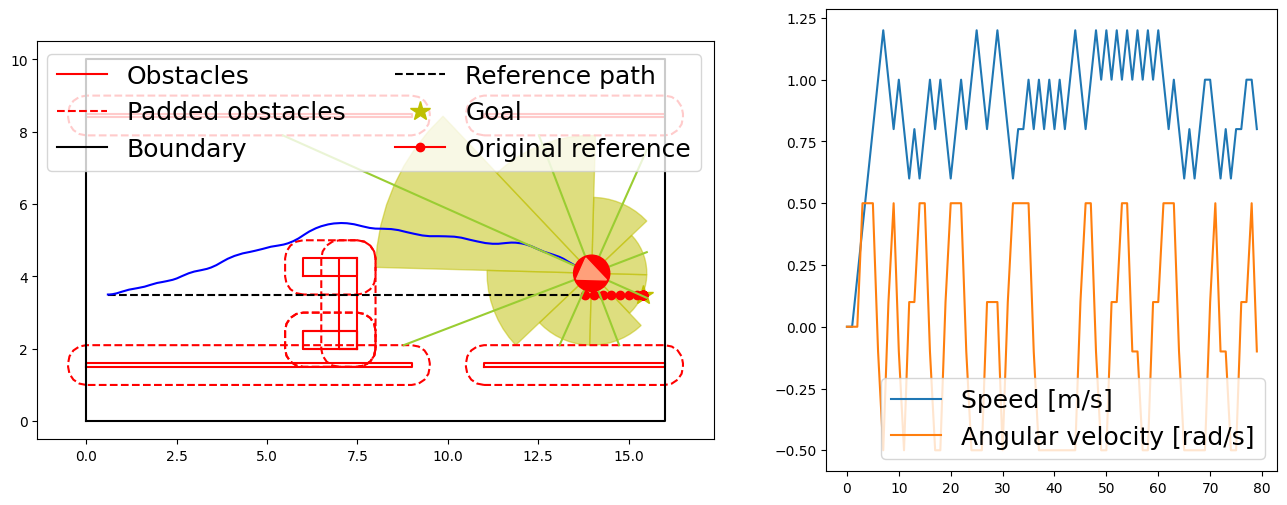 Obstacles
Padded obstacles
Boundary
Reference path
Goal
Original reference
10
8
6
4
2
0
0.0 2.5 5.0 7.5 10.0 12.5 15.0
1.25
1.00
0.75
0.50
0.25
0.00
−0.25
−0.50
Speed [m/s]
Angular velocity [rad/s]
0 10 20 30 40 50 60 70 80